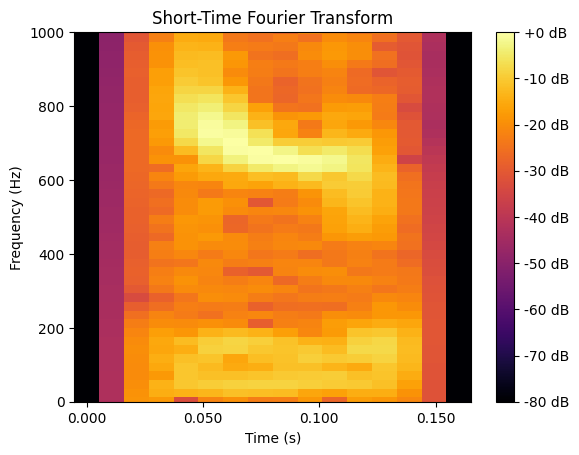 Short-Time Fourier Transform
Frequency (Hz)
1000
800
600
400
200
0
0.000
0.050
0.100
0.150
Time (s)
+0 dB
-10 dB
-20 dB
-30 dB
-40 dB
-50 dB
-60 dB
-70 dB
-80 dB